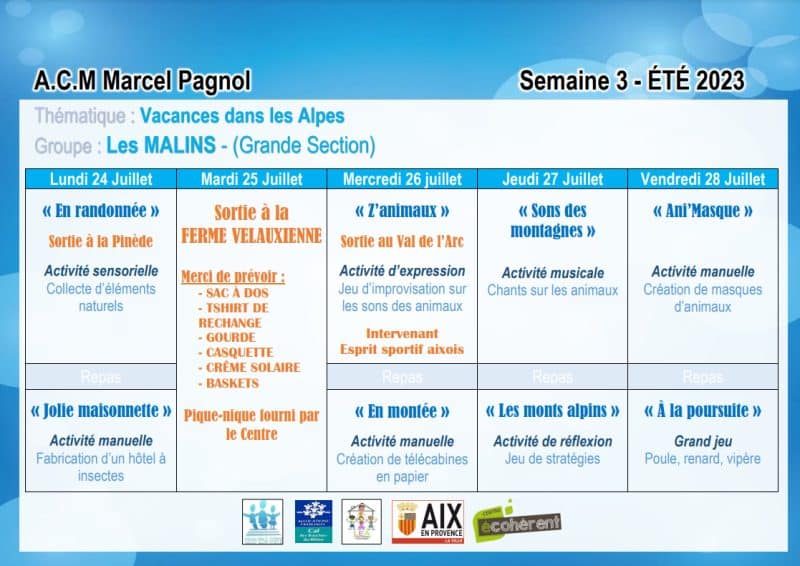 A.C.M Marcel Pagnol
Semaine 3 - ÉTÉ 2023
Thématique : Vacances dans les Alpes
Groupe : Les MALINS - (Grande Section)
Lundi 24 Juillet
Mardi 25 Juillet
Mercredi 26 juillet
Jeudi 27 Juillet
Vendredi 28 Juillet
« En randonnée »
Sortie à la Pinède
Activité sensorielle
Collecte d'éléments
naturels
Repas
« Jolie maisonnette »
Activité manuelle
Fabrication d'un hôtel à
insectes
Sortie à la
FERME VELAUXIENNE
Merci de prévoir :
- SAC À DOS
- TSHIRT DE
RECHANGE
- GOURDE
- CASQUETTE
- CRÊME SOLAIRE
- BASKETS
Pique-nique fourni par
le Centre
« Z'animaux »
Sortie au Val de l'Arc
Activité d'expression
Jeu d'improvisation sur
les sons des animaux
Intervenant
Esprit sportif aixois
Repas
« En montée »
Activité manuelle
Création de télécabines
en papier
« Sons des
montagnes »
Activité musicale
Chants sur les animaux
Repas
« Les monts alpins »
Activité de réflexion
Jeu de stratégies
« Ani'Masque »
Activité manuelle
Création de masques
d'animaux
Repas
« À la poursuite »
Grand jeu
Poule, renard, vipère
AIX
EN PROVENCE
LA VILLE
CENTRE
écohérent